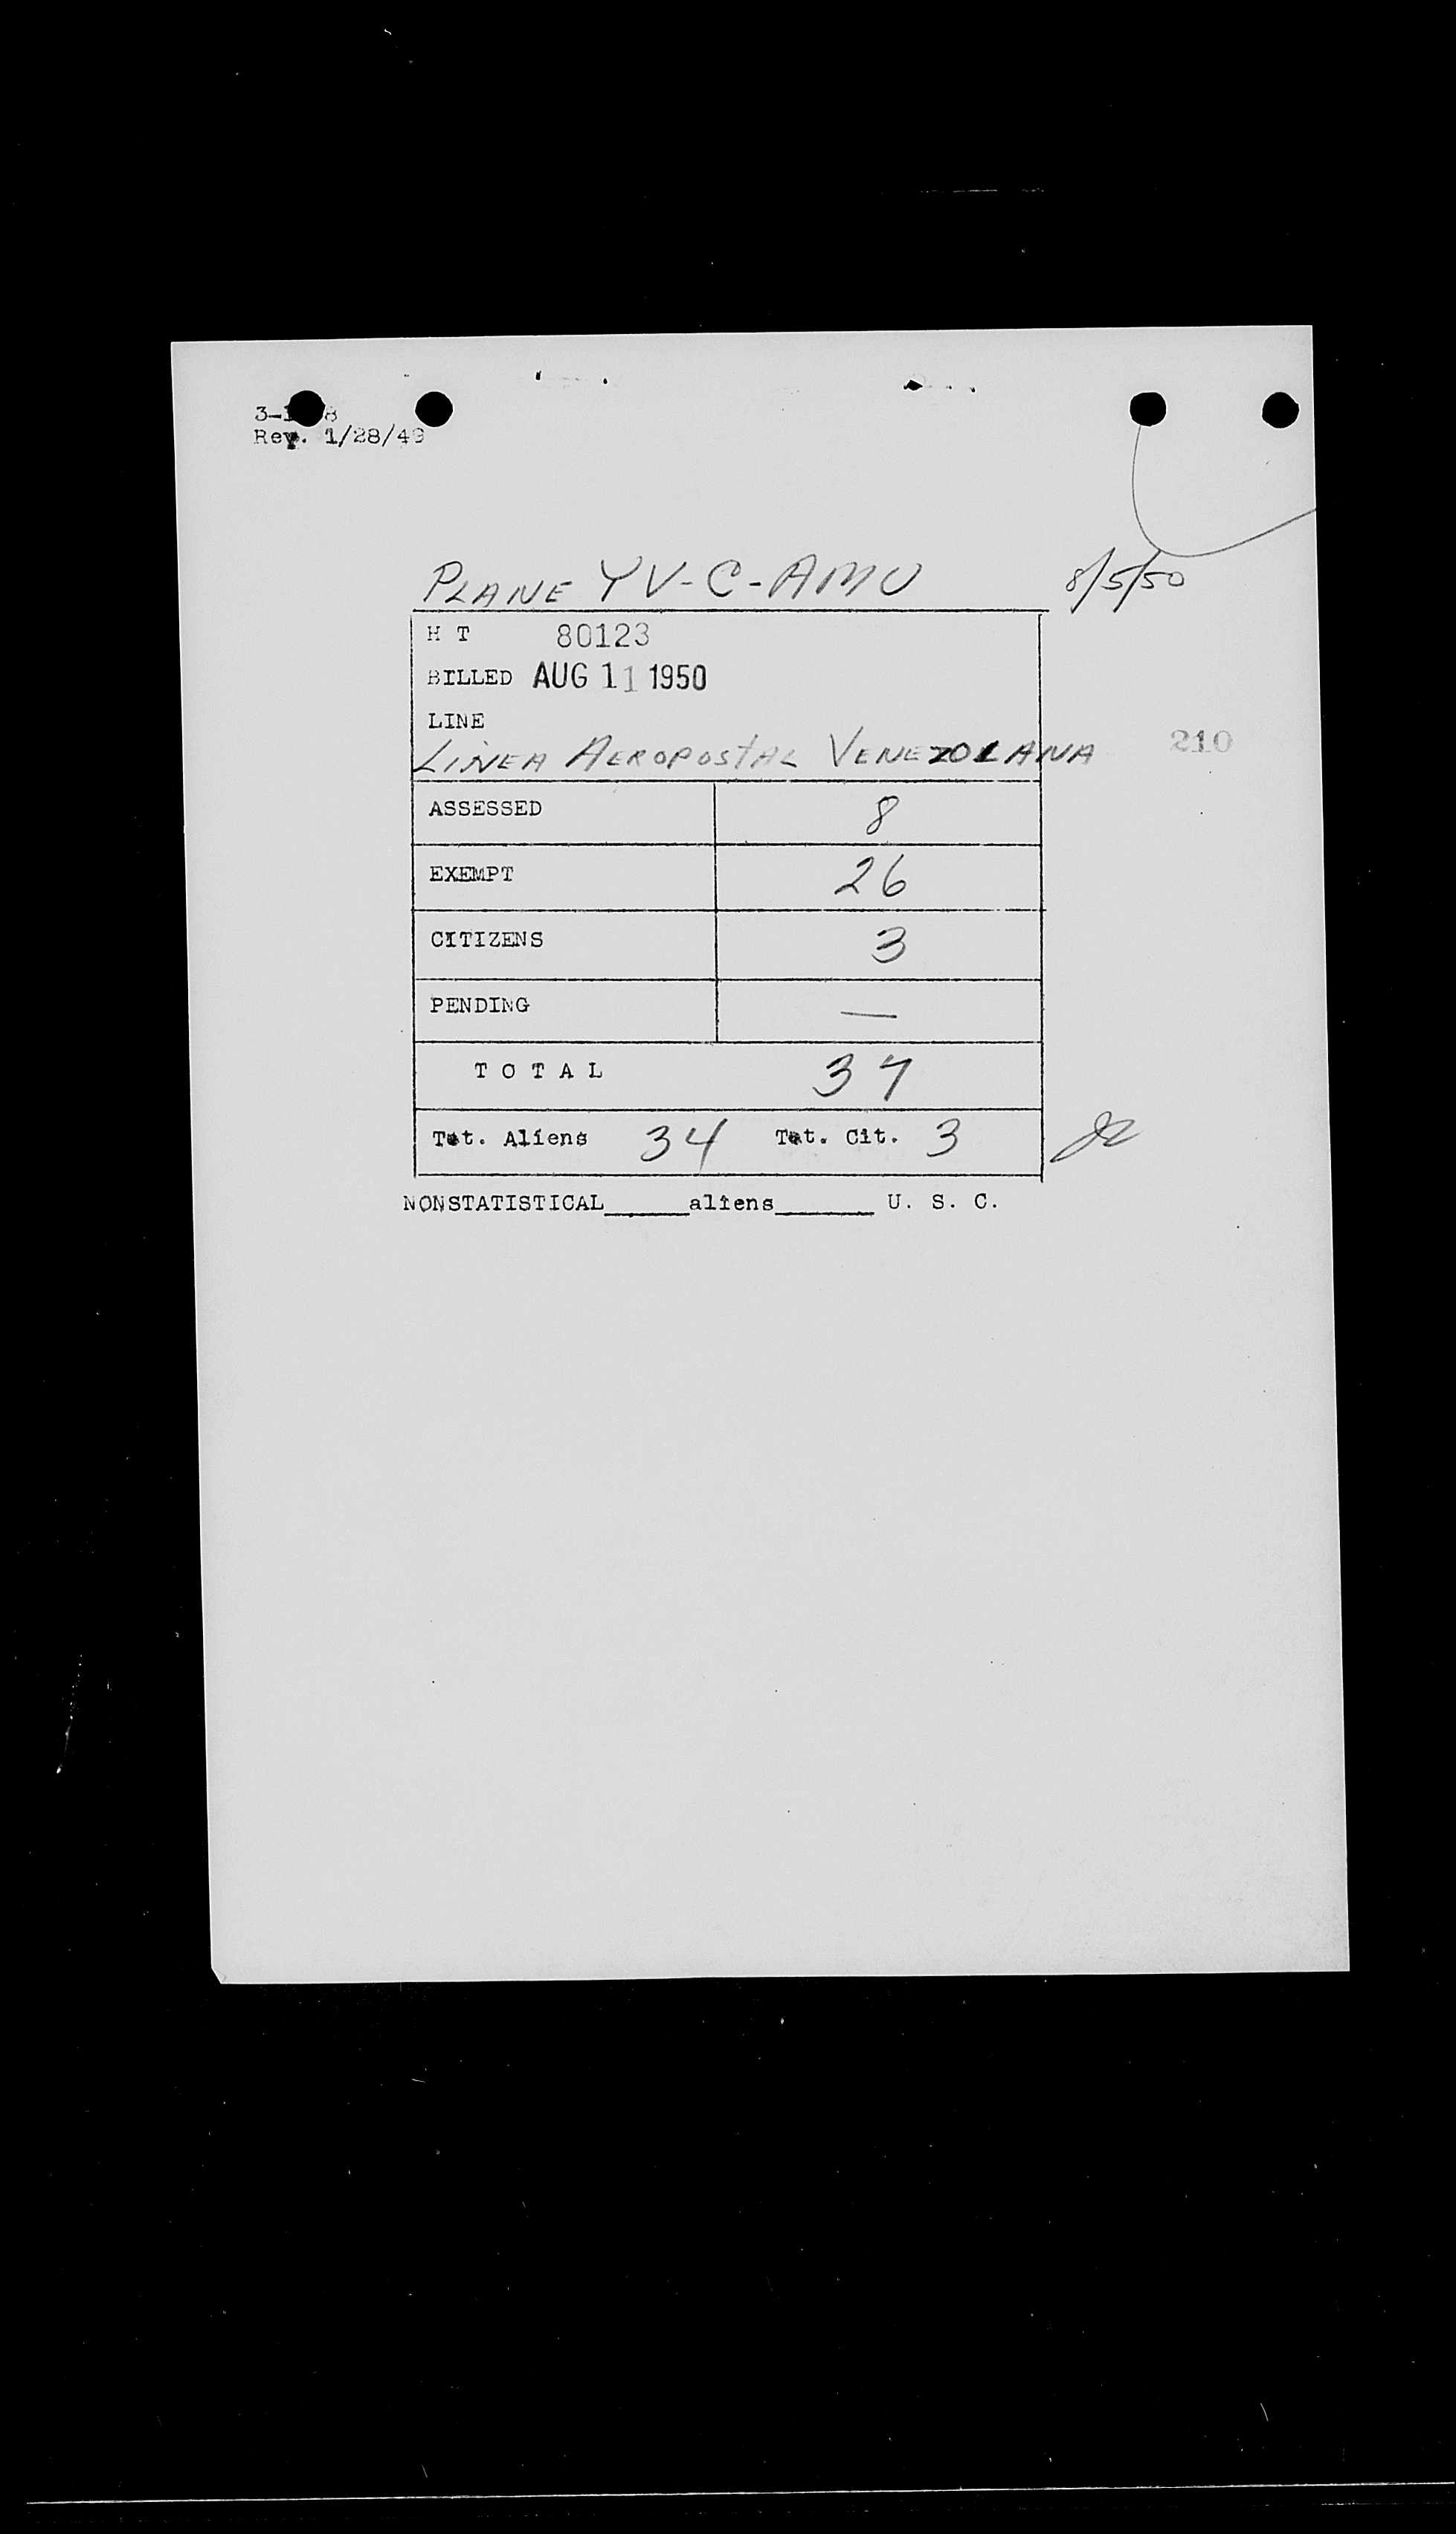 Rev. 1/28/49
PLANE YV-C-AMU 8/5/50
H T 80123
BILLED AUG 11 1950
LINE
LINEA AEROPOSTAL VENEZOLANA 210
ASSESSED 8
EXEMPT 26
CITIZENS 3
PENDING —
T O T A L 37
Tot. Aliens 34 Tot. Cit. 3
NONSTATISTICAL______aliens_______ U. S. C.